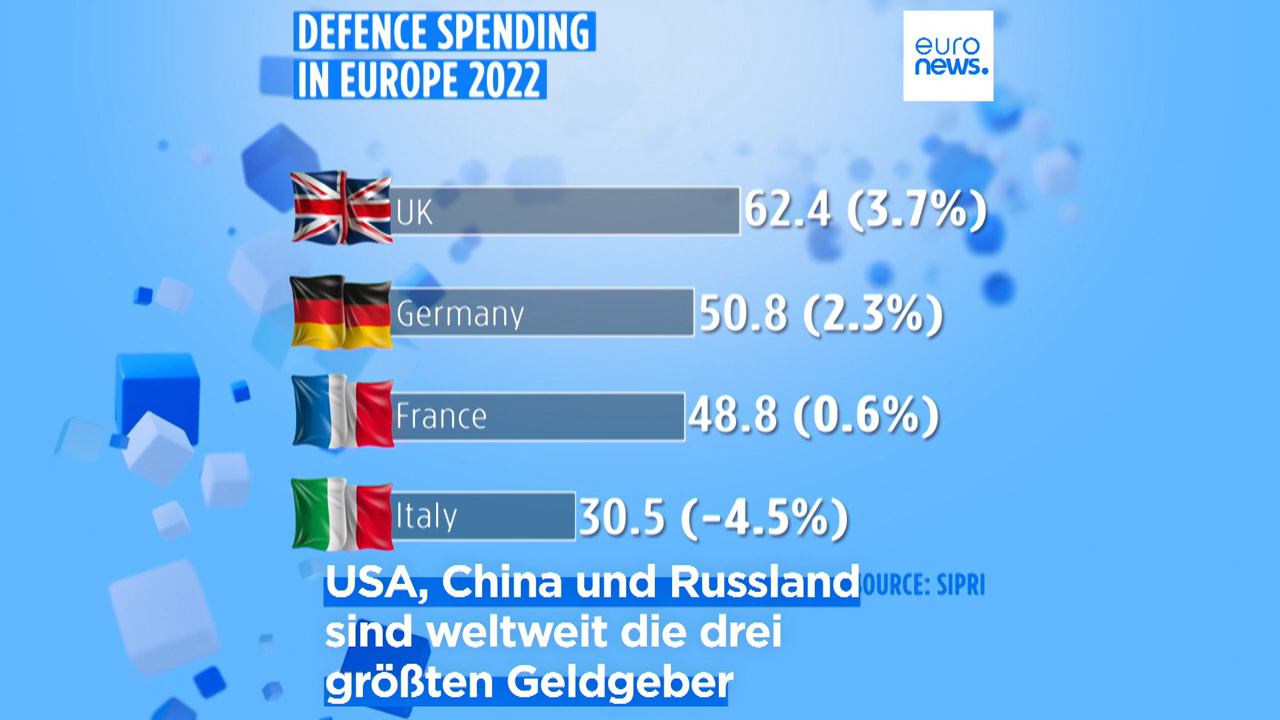 DEFENCE SPENDING
IN EUROPE 2022
euro
news.
UK 62.4 (3.7%)
Germany 50.8 (2.3%)
France 48.8 (0.6%)
Italy 30.5 (-4.5%)
USA, China und Russland
sind weltweit die drei
größten Geldgeber
OURCE: SIPRI